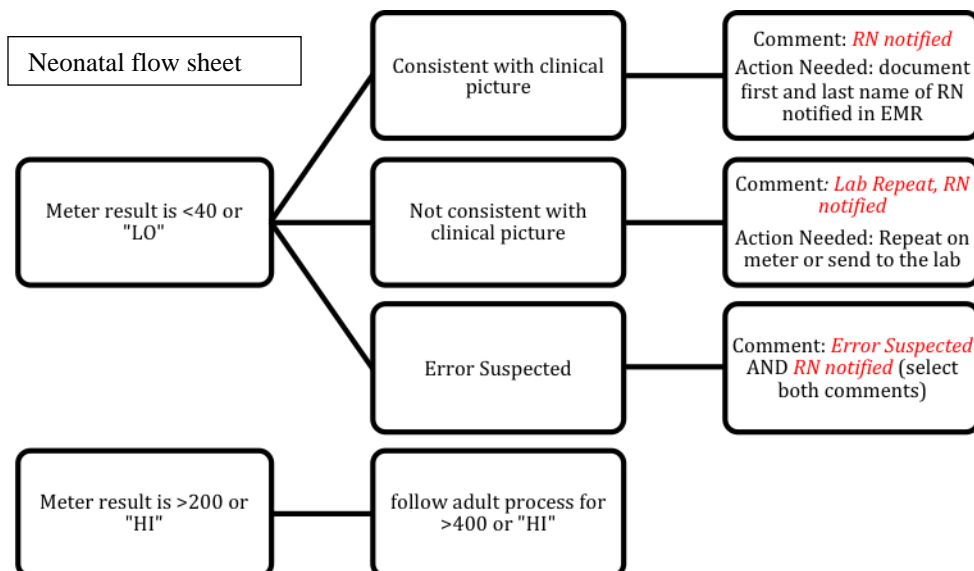 Neonatal flow sheet
Consistent with clinical
picture
Comment: RN notified
Action Needed: document
first and last name of RN
notified in EMR
Meter result is <40 or
"LO"
Not consistent with
clinical picture
Comment: Lab Repeat, RN
notified
Action Needed: Repeat on
meter or send to the lab
Error Suspected
Comment: Error Suspected
AND RN notified (select
both comments)
Meter result is >200 or
"HI"
follow adult process for
>400 or "HI"